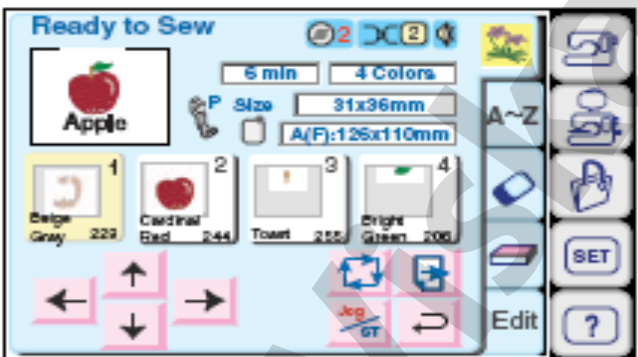 Ready to Sew
2
2
6 min
4 Colors
Apple
P
Size
31x36mm
A(F):126x110mm
1
Beige
Gray 229
2
Cardinal
Red 244
3
Toast 255
4
Bright
Green 206
Jog
/ST
A~Z
Edit
SET
?